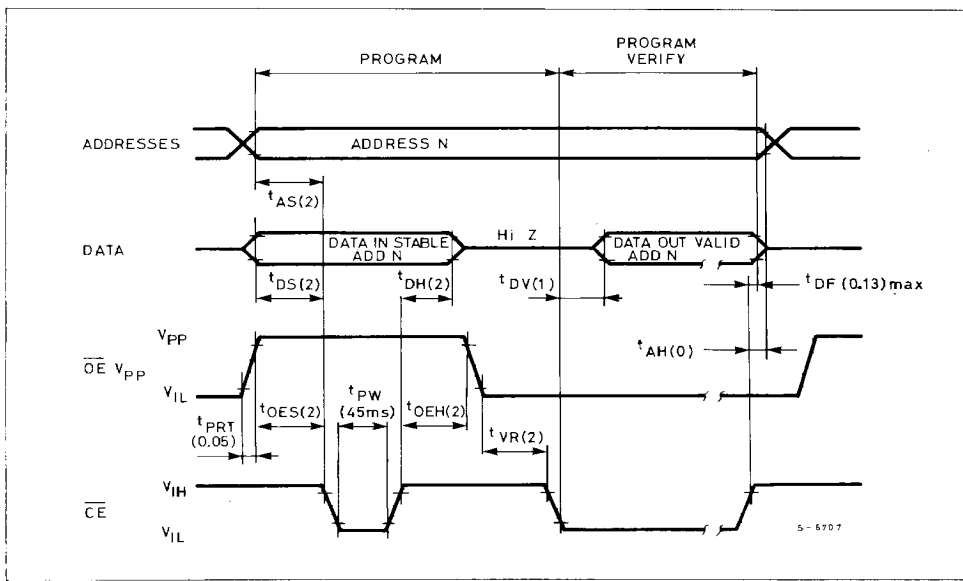 PROGRAM
PROGRAM
VERIFY
ADDRESSES
ADDRESS N
tAS(2)
DATA
DATA IN STABLE
ADD N
Hi Z
DATA OUT VALID
ADD N
tDS(2)
tDH(2)
tDV(1)
tDF (0.13) max
VPP
OE VPP
VIL
tAH(0)
tPRT
(0.05)
tOES(2)
tPW
(45ms)
tOEH(2)
tVR(2)
VIH
CE
VIL
S-6707